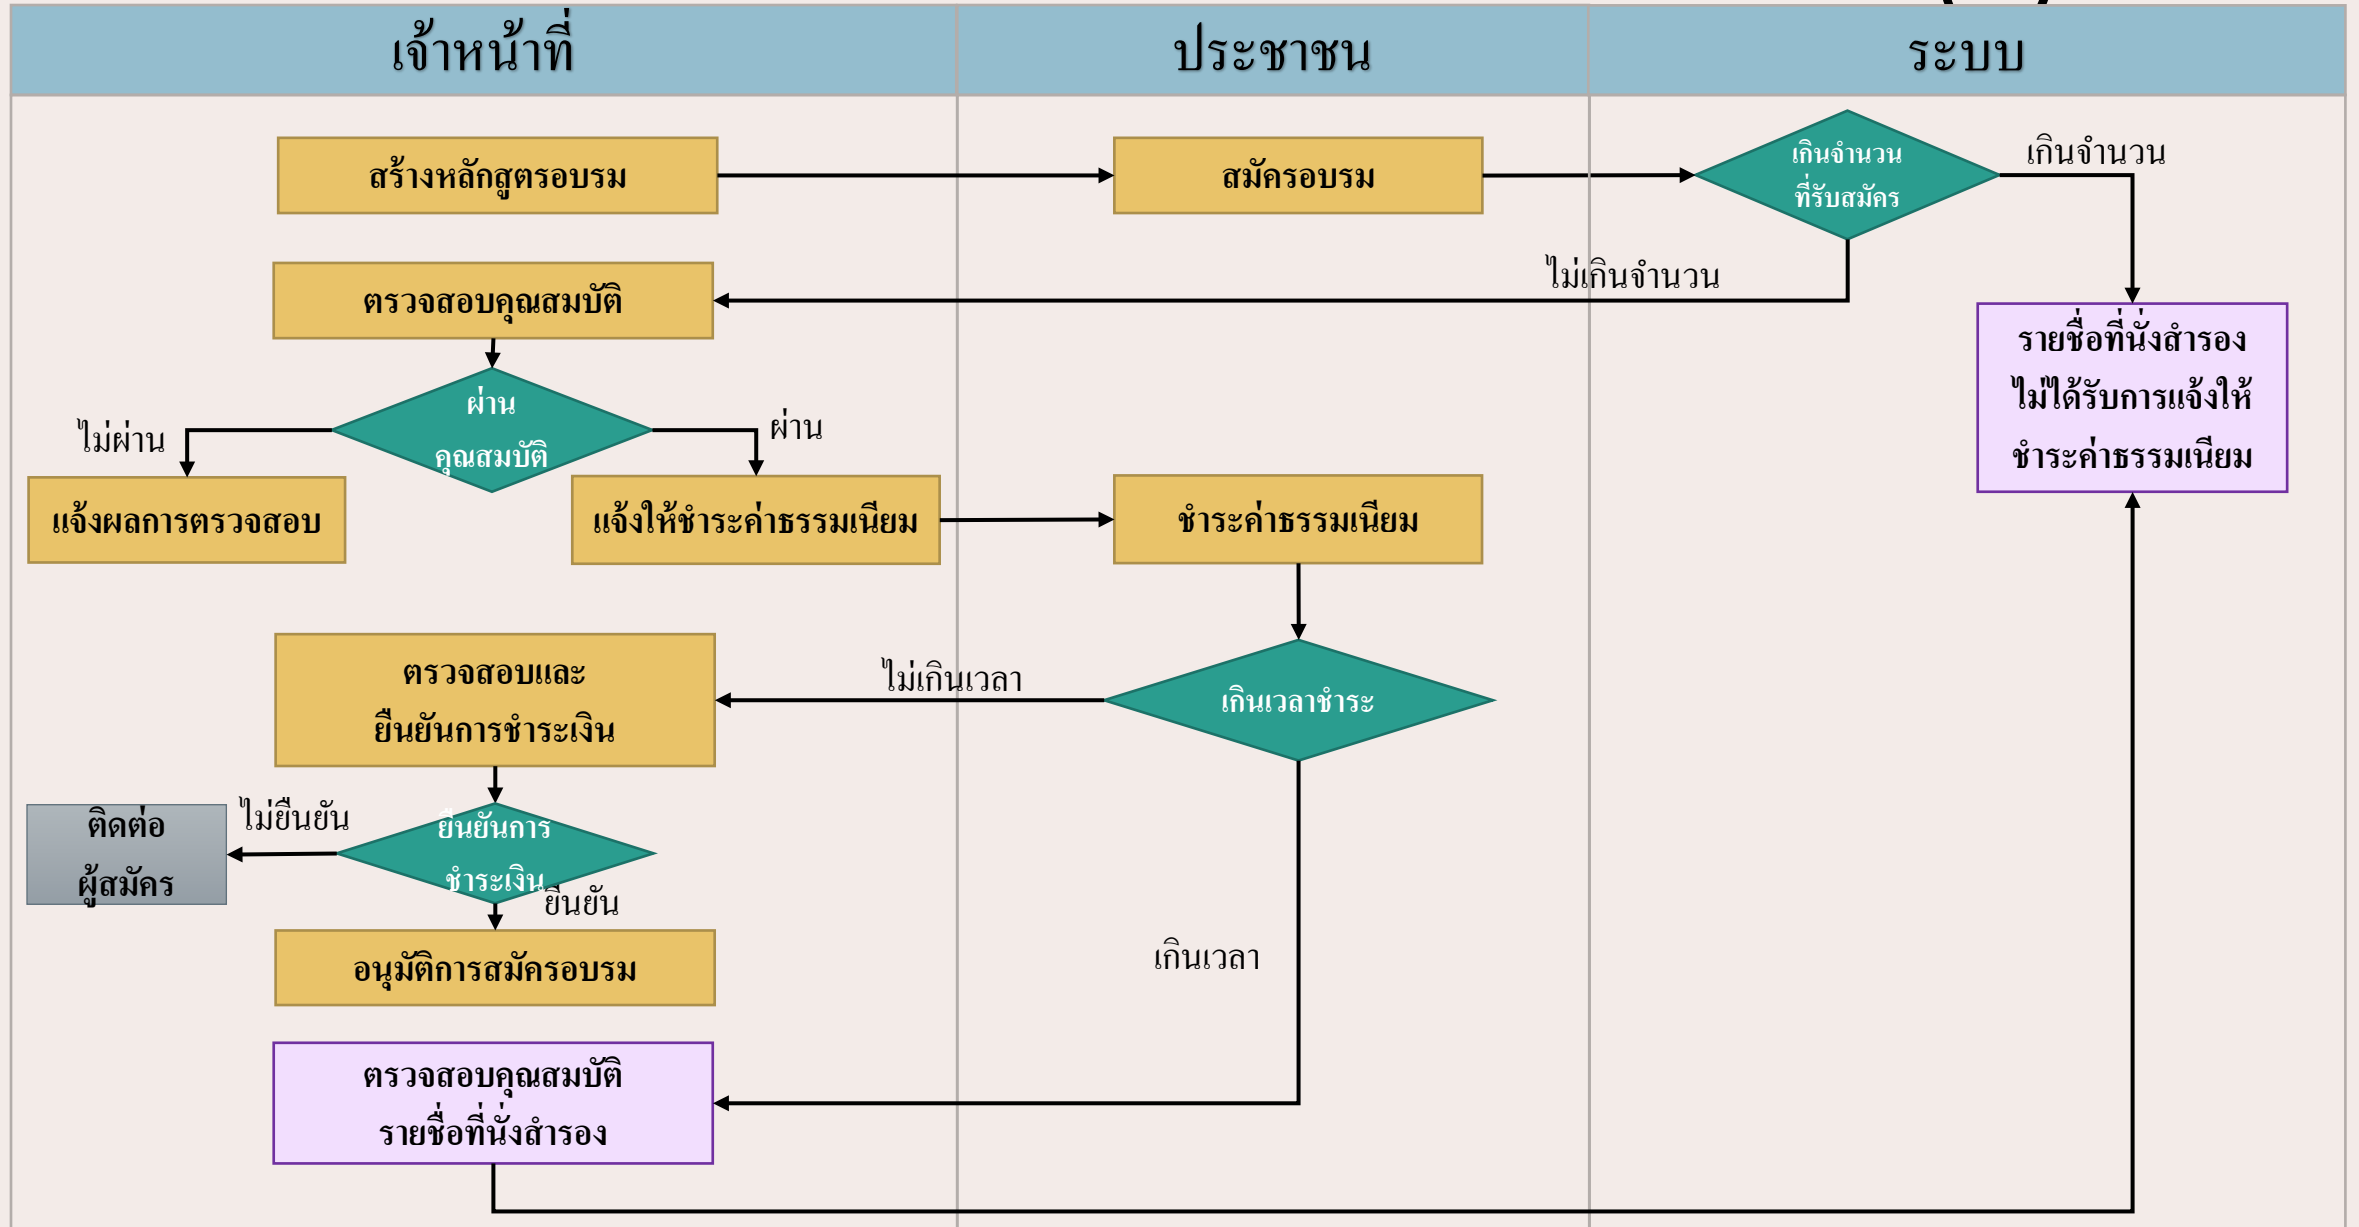 เจ้าหน้าที่
ประชาชน
ระบบ
สร้างหลักสูตรอบรม
สมัครอบรม
เกินจำนวน
ที่รับสมัคร
เกินจำนวน
ไม่เกินจำนวน
ตรวจสอบคุณสมบัติ
รายชื่อที่นั่งสำรอง
ไม่ได้รับการแจ้งให้
ชำระค่าธรรมเนียม
ผ่าน
คุณสมบัติ
ไม่ผ่าน
ผ่าน
แจ้งผลการตรวจสอบ
แจ้งให้ชำระค่าธรรมเนียม
ชำระค่าธรรมเนียม
ตรวจสอบและ
ยืนยันการชำระเงิน
ไม่เกินเวลา
เกินเวลาชำระ
ติดต่อ
ผู้สมัคร
ไม่ยืนยัน
ยืนยันการ
ชำระเงิน
ยืนยัน
อนุมัติการสมัครอบรม
เกินเวลา
ตรวจสอบคุณสมบัติ
รายชื่อที่นั่งสำรอง